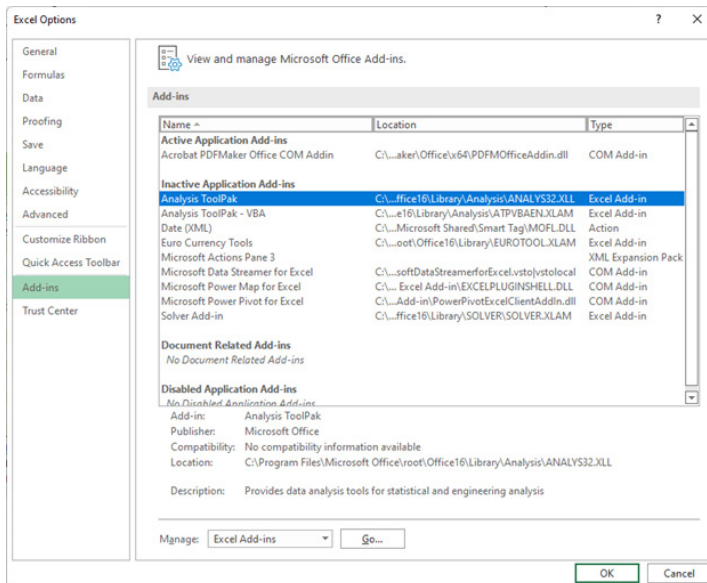 Excel Options ? ×
General
Formulas
Data
Proofing
Save
Language
Accessibility
Advanced
Customize Ribbon
Quick Access Toolbar
Add-ins
Trust Center
View and manage Microsoft Office Add-ins.
Add-ins
Name Location Type
Active Application Add-ins
Acrobat PDFMaker Office COM Addin C:\...aker\Office\x64\PDFMOfficeAddin.dll COM Add-in
Inactive Application Add-ins
Analysis ToolPak C:\...ffice16\Library\Analysis\ANALYS32.XLL Excel Add-in
Analysis ToolPak - VBA C:\...e16\Library\Analysis\ATPVBAEN.XLAM Excel Add-in
Date (XML) C:\...Microsoft Shared\Smart Tag\MOFL.DLL Action
Euro Currency Tools C:\...oot\Office16\Library\EUROTOOL.XLAM Excel Add-in
Microsoft Actions Pane 3 XML Expansion Pack
Microsoft Data Streamer for Excel C:\...softDataStreamerforExcel.vsto|vstolocal COM Add-in
Microsoft Power Map for Excel C:\... Excel Add-in\EXCELPLUGINSHELL.DLL COM Add-in
Microsoft Power Pivot for Excel C:\...Add-in\PowerPivotExcelClientAddIn.dll COM Add-in
Solver Add-in C:\...ffice16\Library\SOLVER\SOLVER.XLAM Excel Add-in
Document Related Add-ins
No Document Related Add-ins
Disabled Application Add-ins
No Disabled Application Add-ins
Add-in: Analysis ToolPak
Publisher: Microsoft Office
Compatibility: No compatibility information available
Location: C:\Program Files\Microsoft Office\root\Office16\Library\Analysis\ANALYS32.XLL
Description: Provides data analysis tools for statistical and engineering analysis
Manage: Excel Add-ins Go...
OK Cancel